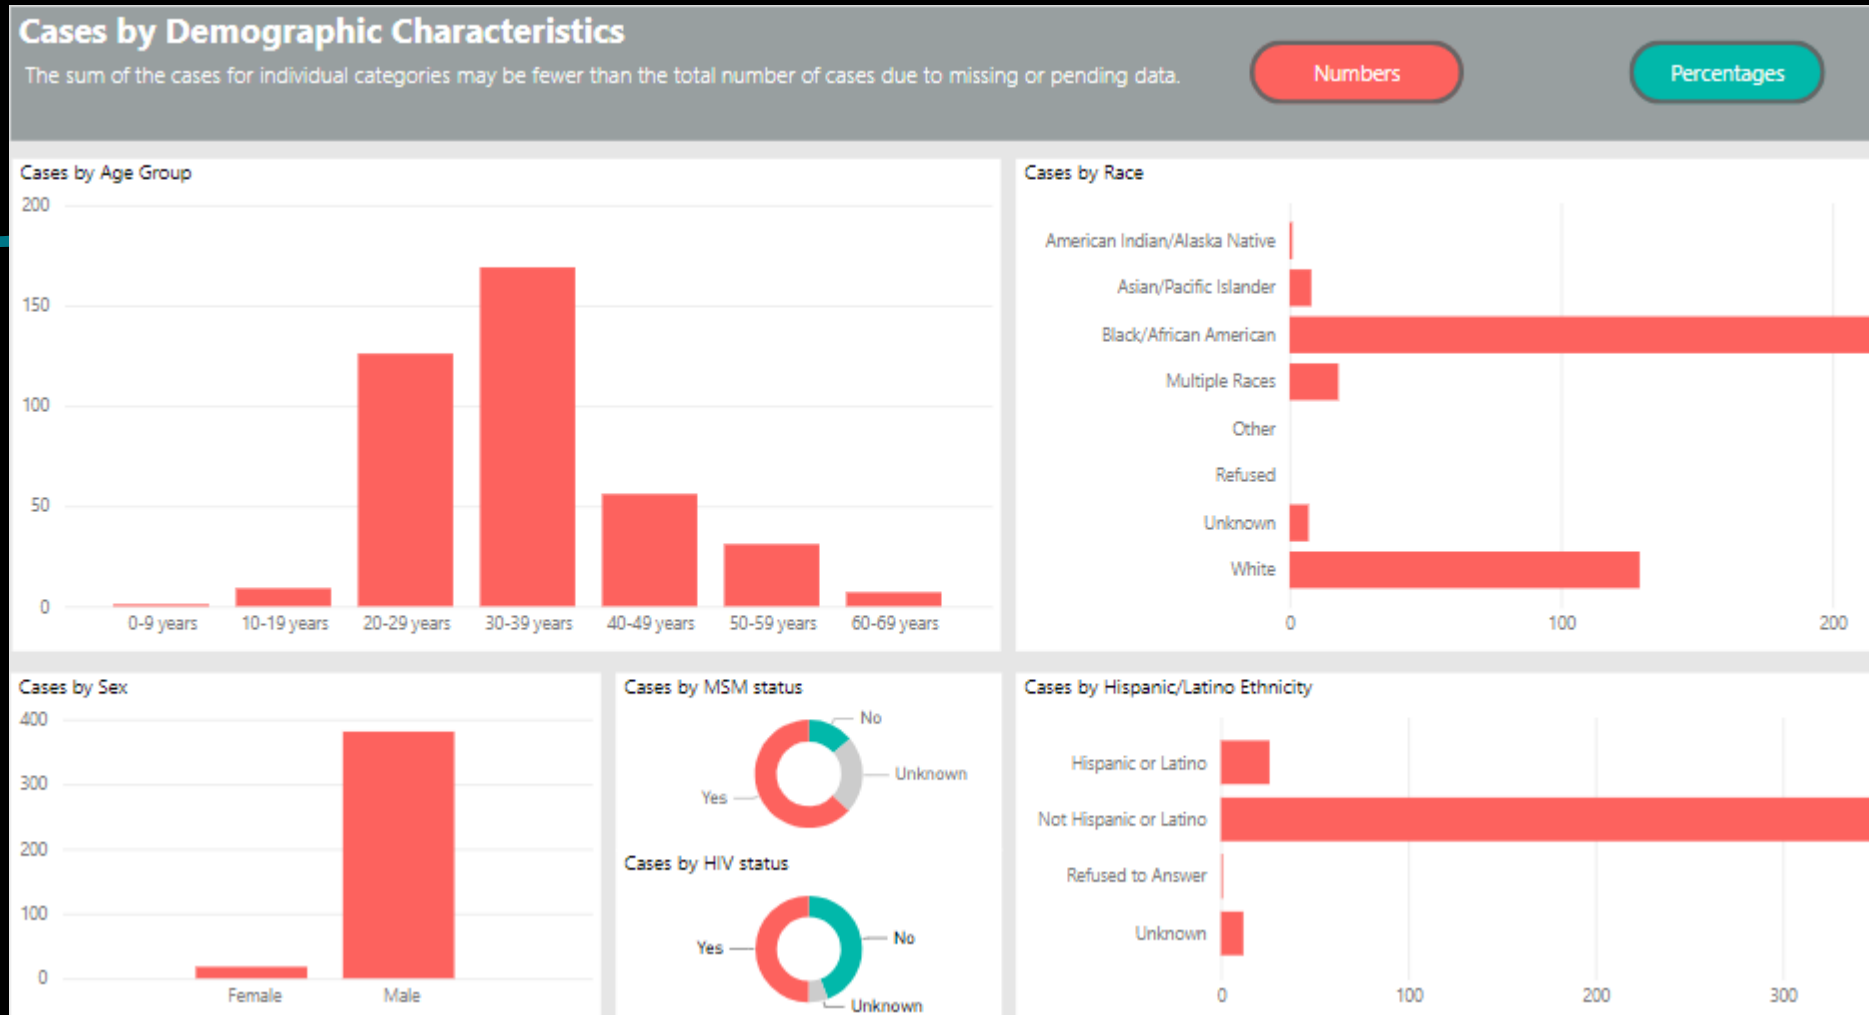 Cases by Demographic Characteristics
The sum of the cases for individual categories may be fewer than the total number of cases due to missing or pending data.
Numbers
Percentages
Cases by Age Group
200
150
100
50
0
0-9 years
10-19 years
20-29 years
30-39 years
40-49 years
50-59 years
60-69 years
Cases by Race
American Indian/Alaska Native
Asian/Pacific Islander
Black/African American
Multiple Races
Other
Refused
Unknown
White
0
100
200
Cases by Sex
400
300
200
100
0
Female
Male
Cases by MSM status
No
Unknown
Yes
Cases by HIV status
Yes
No
Unknown
Cases by Hispanic/Latino Ethnicity
Hispanic or Latino
Not Hispanic or Latino
Refused to Answer
Unknown
0
100
200
300